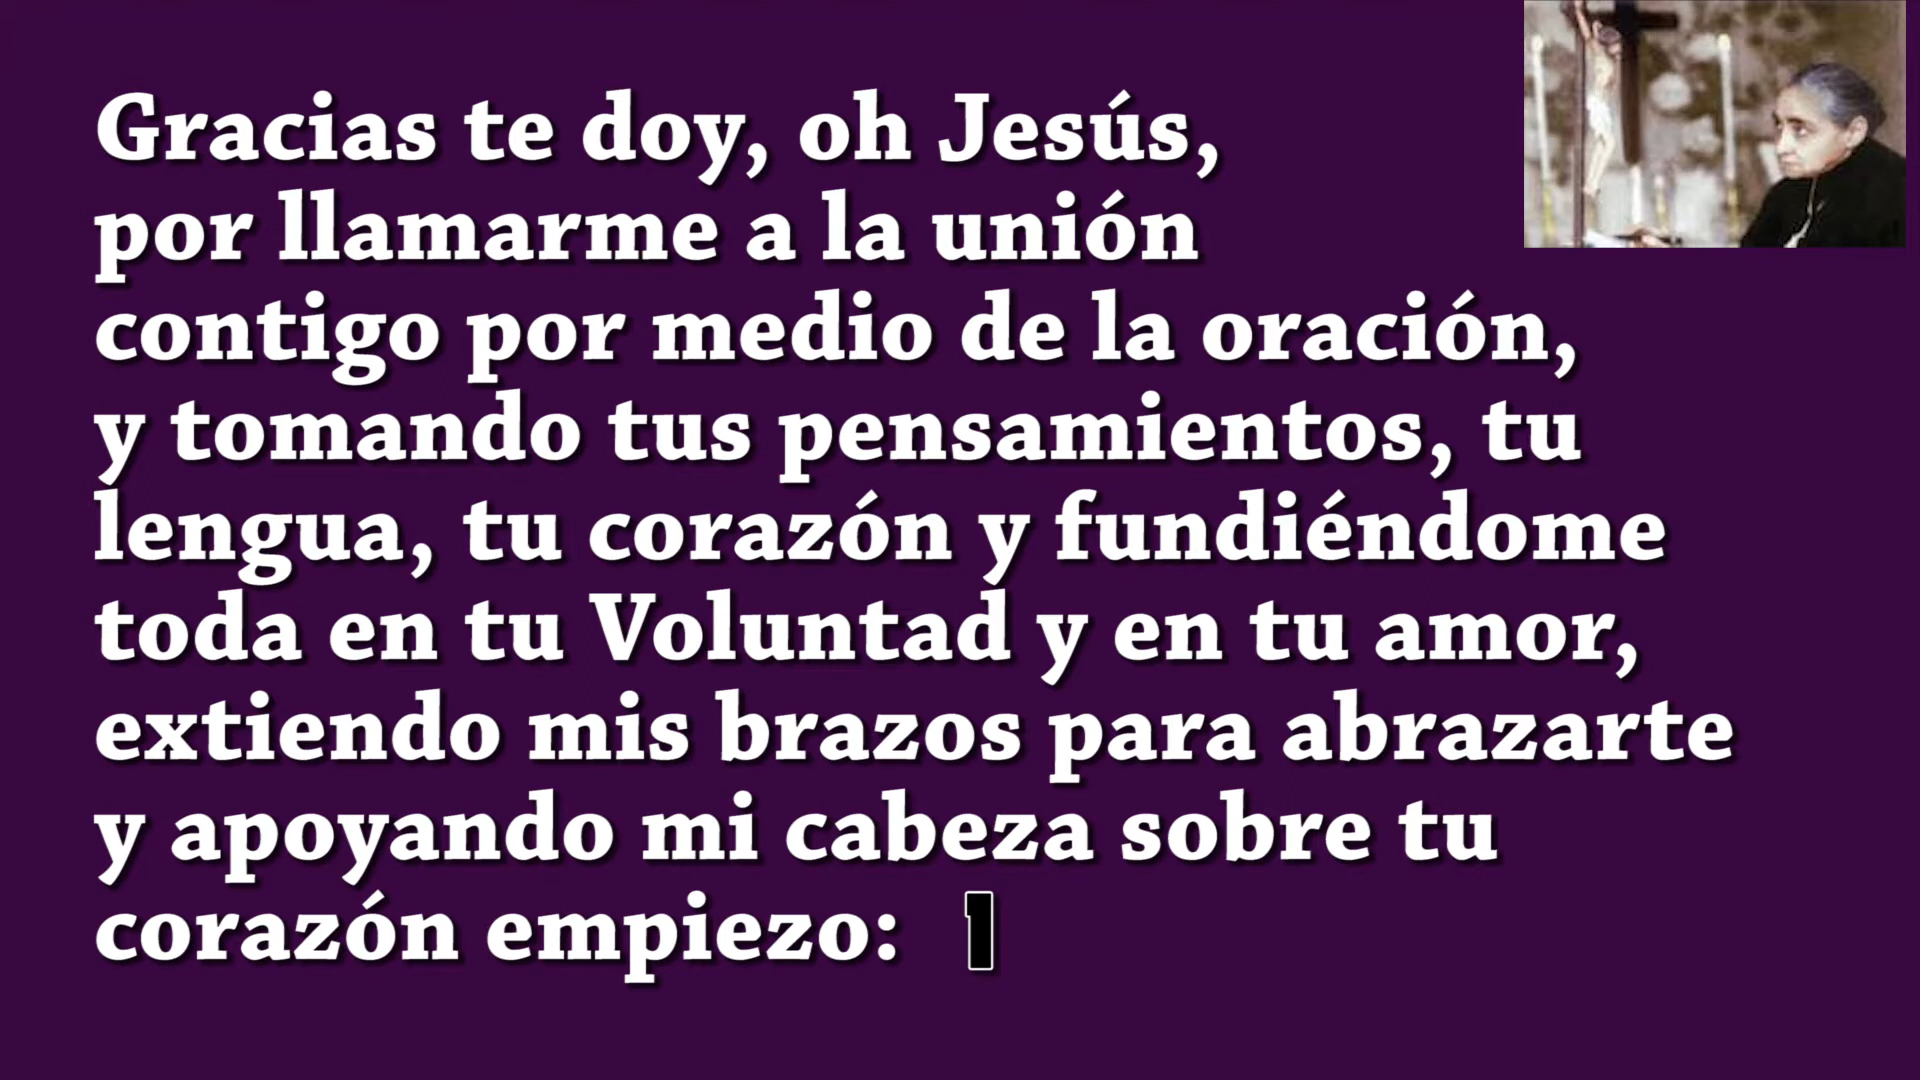 Gracias te doy, oh Jesús,
por llamarme a la unión
contigo por medio de la oración,
y tomando tus pensamientos, tu
lengua, tu corazón y fundiéndome
toda en tu Voluntad y en tu amor,
extiendo mis brazos para abrazarte
y apoyando mi cabeza sobre tu
corazón empiezo: 1